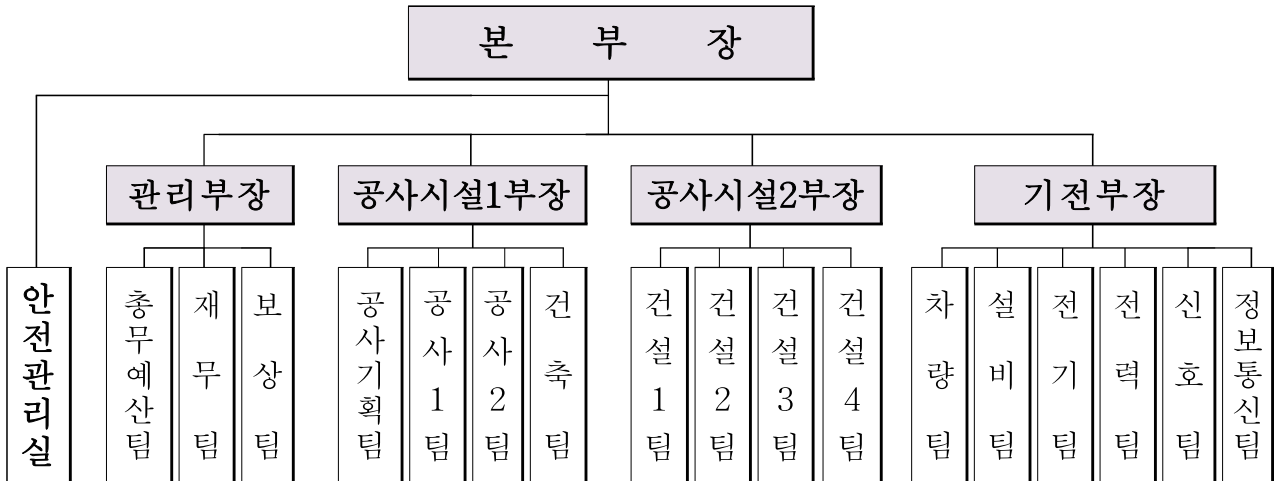 본 부 장
관리부장
공사시설1부장
공사시설2부장
기전부장
안전관리실
총무예산팀
재무팀
보상팀
공사기획팀
공사1팀
공사2팀
건축팀
건설1팀
건설2팀
건설3팀
건설4팀
차량팀
설비팀
전기팀
전력팀
신호팀
정보통신팀